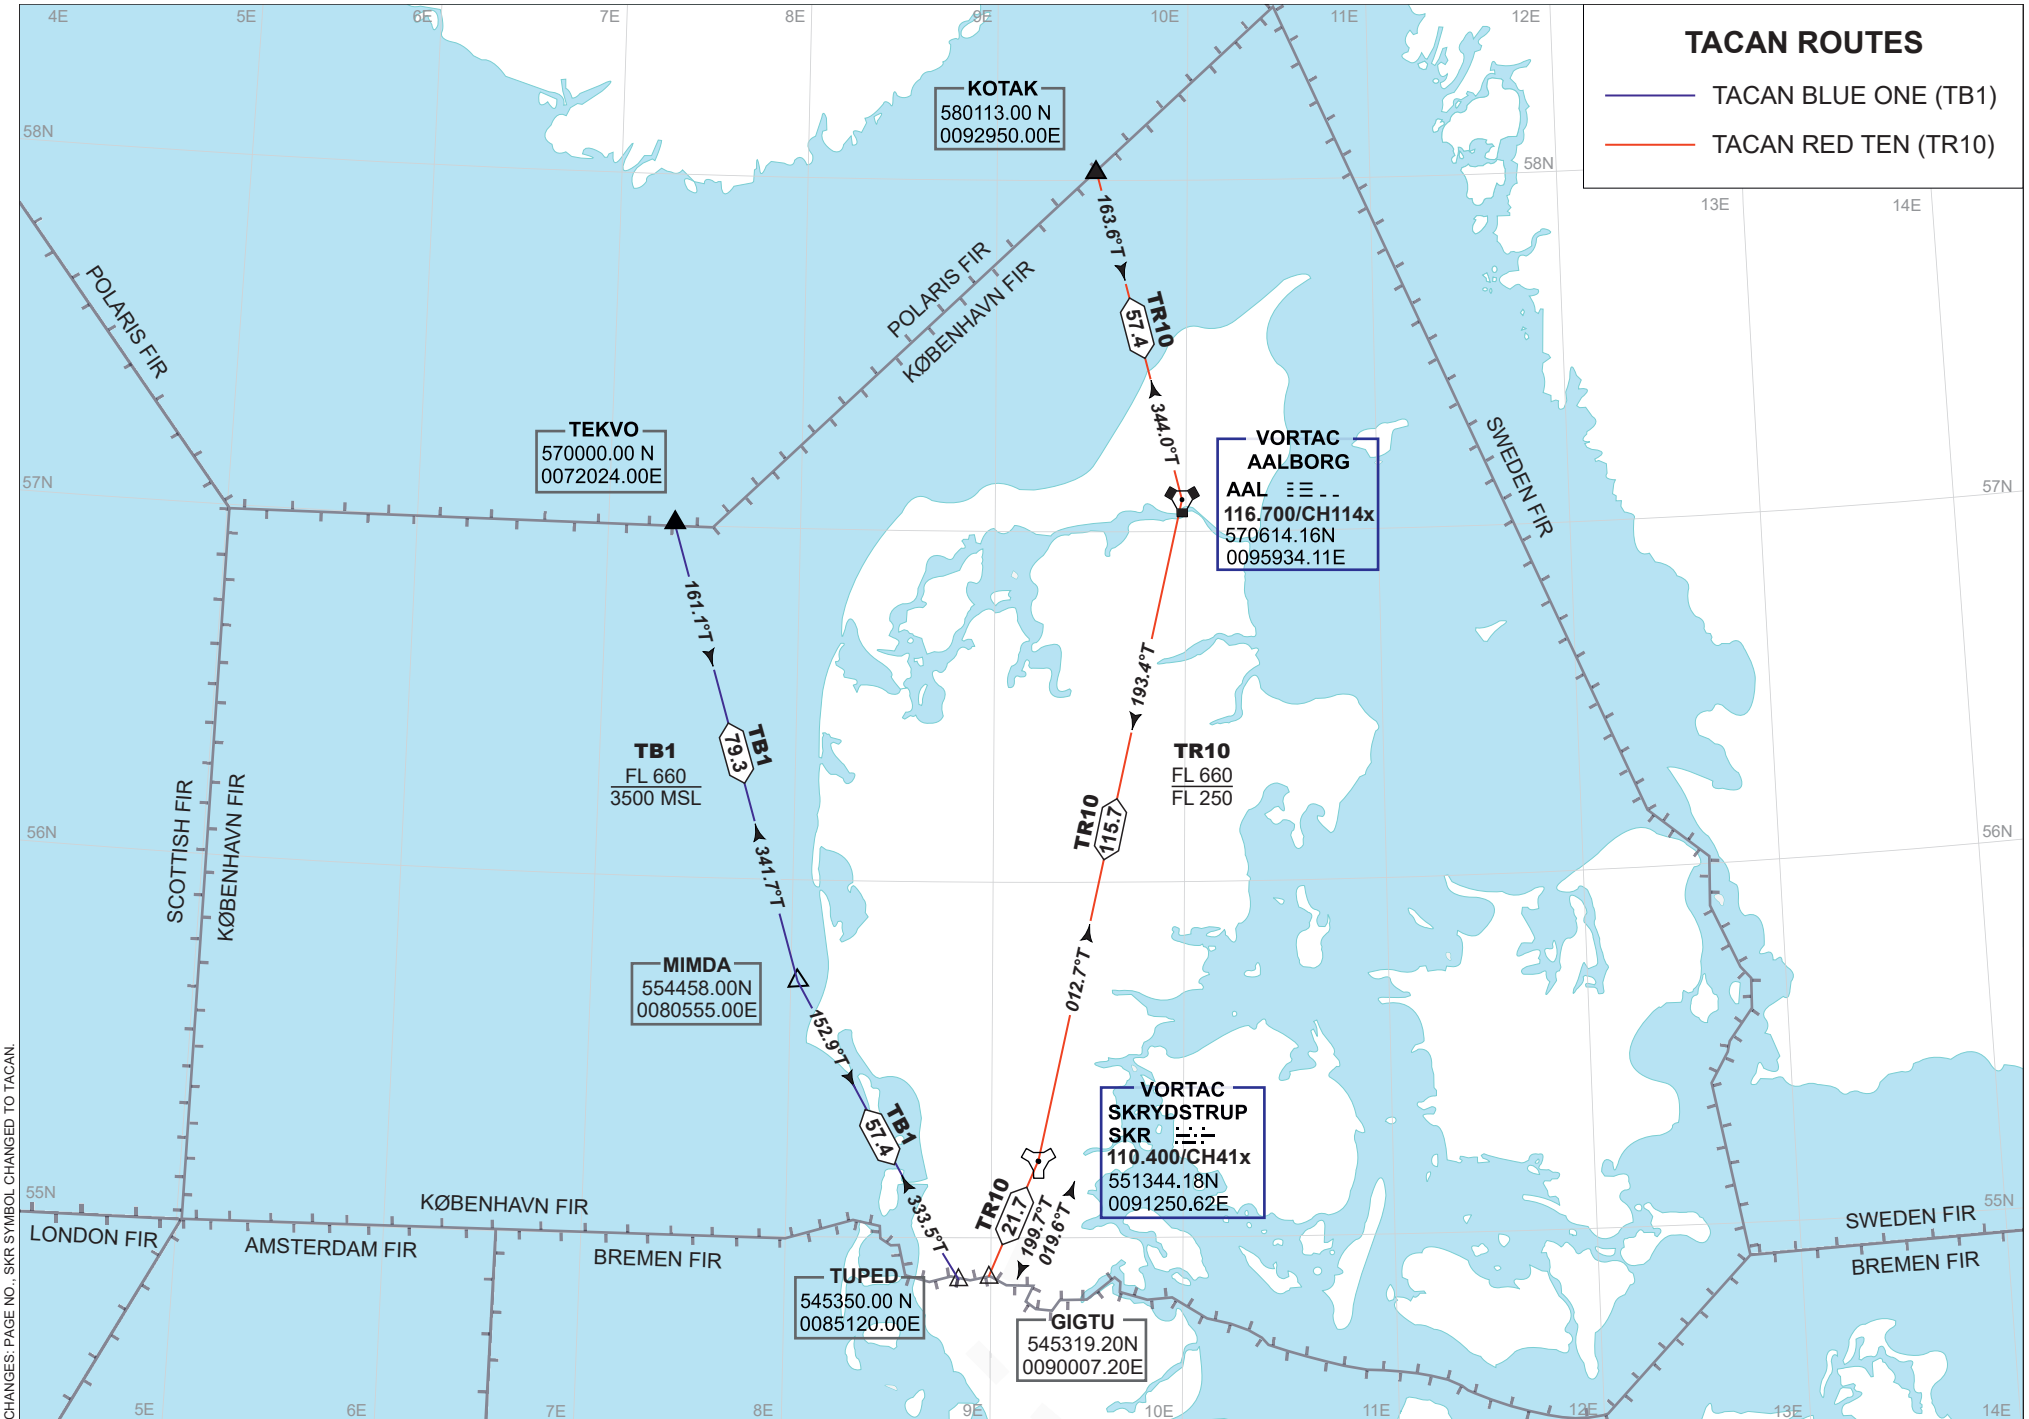 4E
5E
6E
7E
8E
9E
10E
11E
12E
TACAN ROUTES
TACAN BLUE ONE (TB1)
TACAN RED TEN (TR10)
KOTAK
580113.00 N
0092950.00E
58N
58N
13E
14E
163.6°T
POLARIS FIR
POLARIS FIR
KØBENHAVN FIR
TR10
57.4
344.0°T
SWEDEN FIR
TEKVO
570000.00 N
0072024.00E
VORTAC
AALBORG
AAL
116.700/CH114x
570614.16N
0095934.11E
57N
57N
161.1°T
193.4°T
TB1
79.3
TB1
FL 660
3500 MSL
TR10
FL 660
FL 250
TR10
115.7
SCOTTISH FIR
KØBENHAVN FIR
56N
56N
341.7°T
012.7°T
MIMDA
554458.00N
0080555.00E
152.9°T
VORTAC
SKRYDSTRUP
SKR
110.400/CH41x
551344.18N
0091250.62E
TB1
57.4
333.5°T
TR10
21.7
199.7°T
019.6°T
55N
55N
KØBENHAVN FIR
LONDON FIR
AMSTERDAM FIR
BREMEN FIR
SWEDEN FIR
BREMEN FIR
TUPED
545350.00 N
0085120.00E
GIGTU
545319.20N
0090007.20E
5E
6E
7E
8E
9E
10E
11E
12E
13E
14E
CHANGES: PAGE NO., SKR SYMBOL CHANGED TO TACAN.